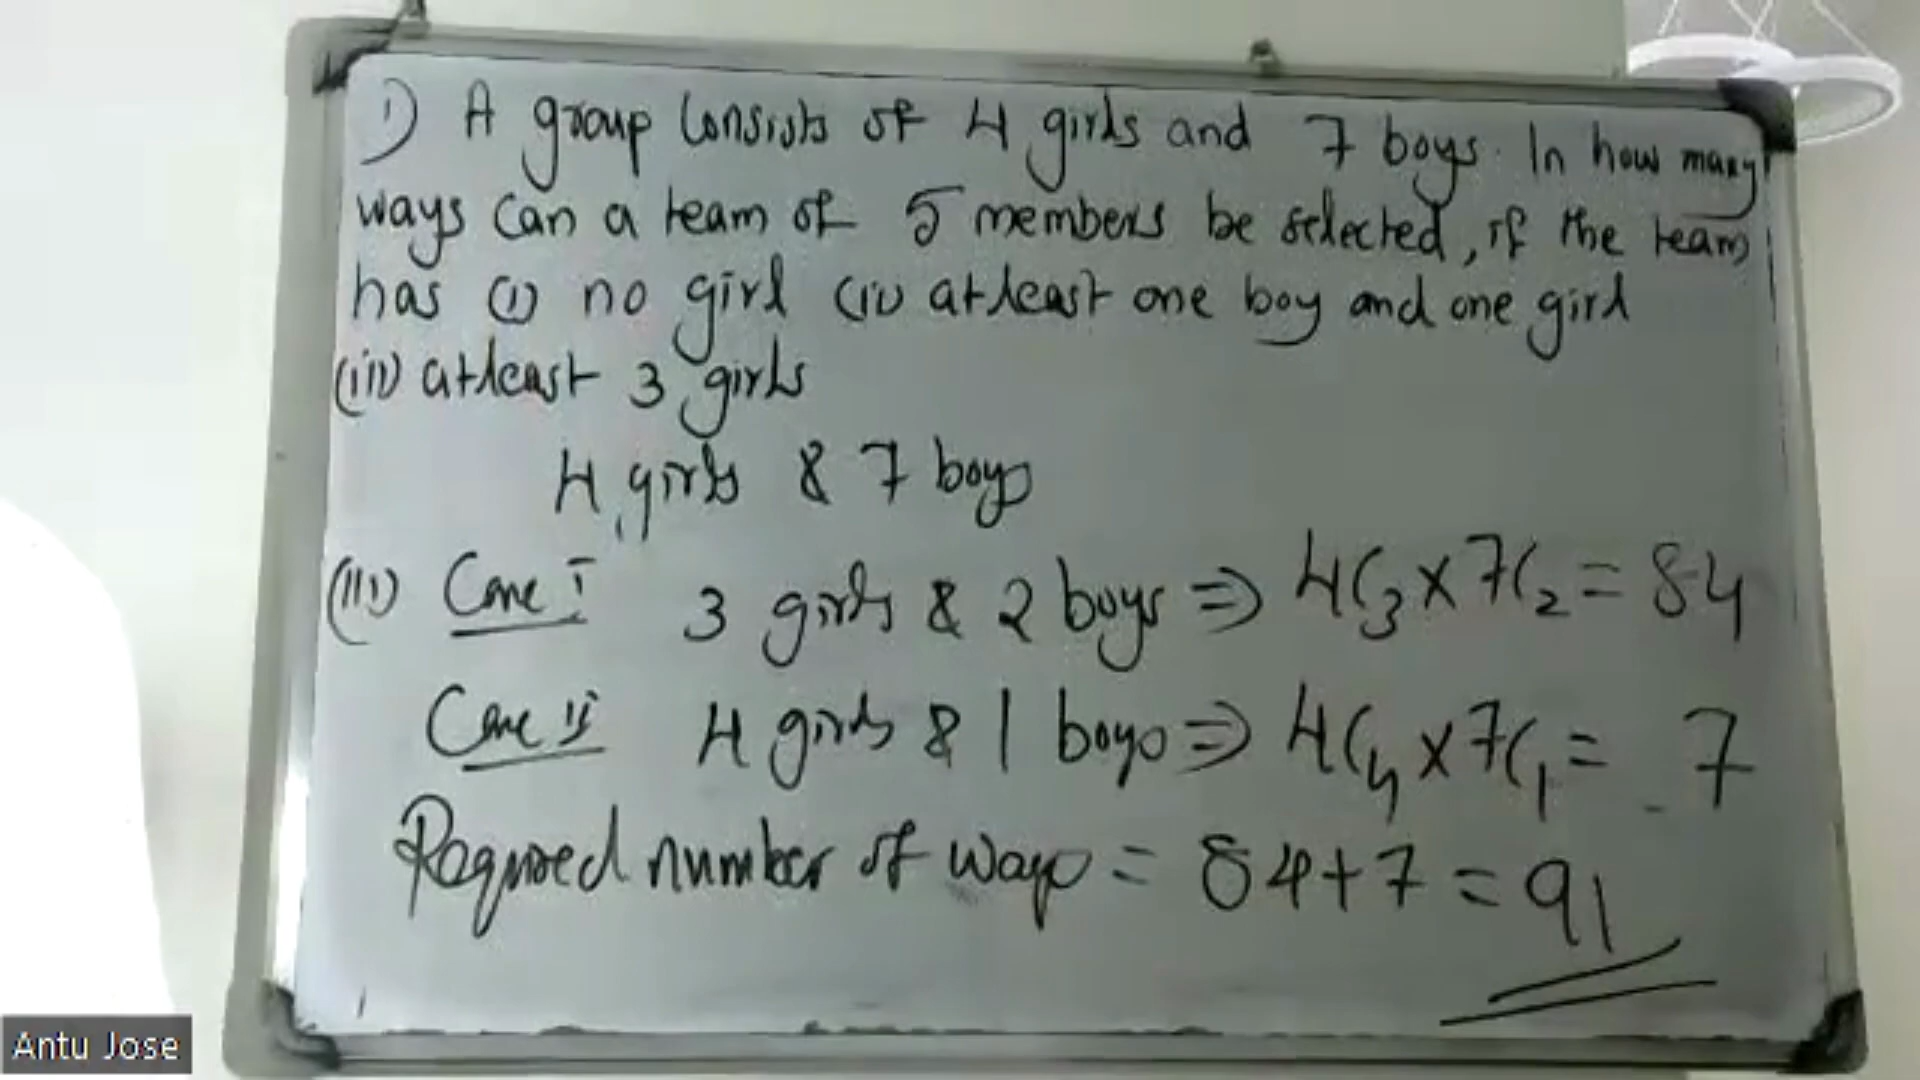 1) A group consists of 4 girls and 7 boys. In how many
ways can a team of 5 members be selected, if the team
has (i) no girl (ii) atleast one boy and one girl
(iii) atleast 3 girls
4 girls & 7 boys
(iii) Case I 3 girls & 2 boys ⇒ 4C3 x 7C2 = 84
Case II 4 girls & 1 boys ⇒ 4C4 x 7C1 = 7
Required number of ways = 84 + 7 = 91
Antu Jose